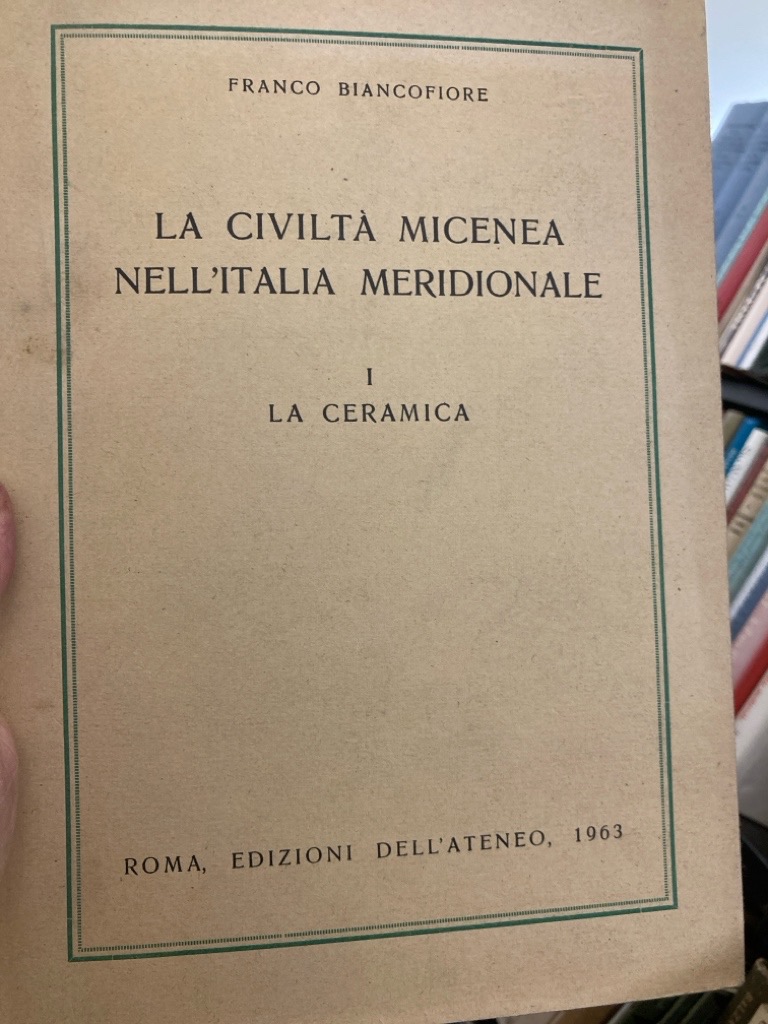 FRANCO BIANCOFIORE
LA CIVILTÀ MICENEA
NELL'ITALIA MERIDIONALE
I
LA CERAMICA
ROMA, EDIZIONI DELL'ATENEO, 1963